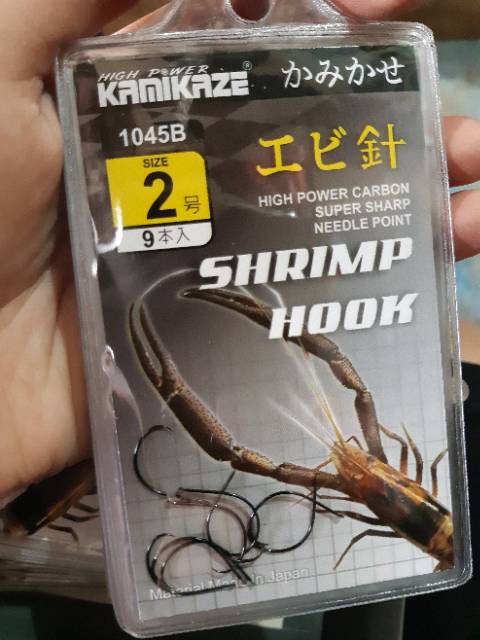 HIGH POWER
KAMIKAZE ® かみかせ
1045B
SIZE
2号
9本入
エビ針
HIGH POWER CARBON
SUPER SHARP
NEEDLE POINT
SHRIMP
HOOK
Material Made In Japan